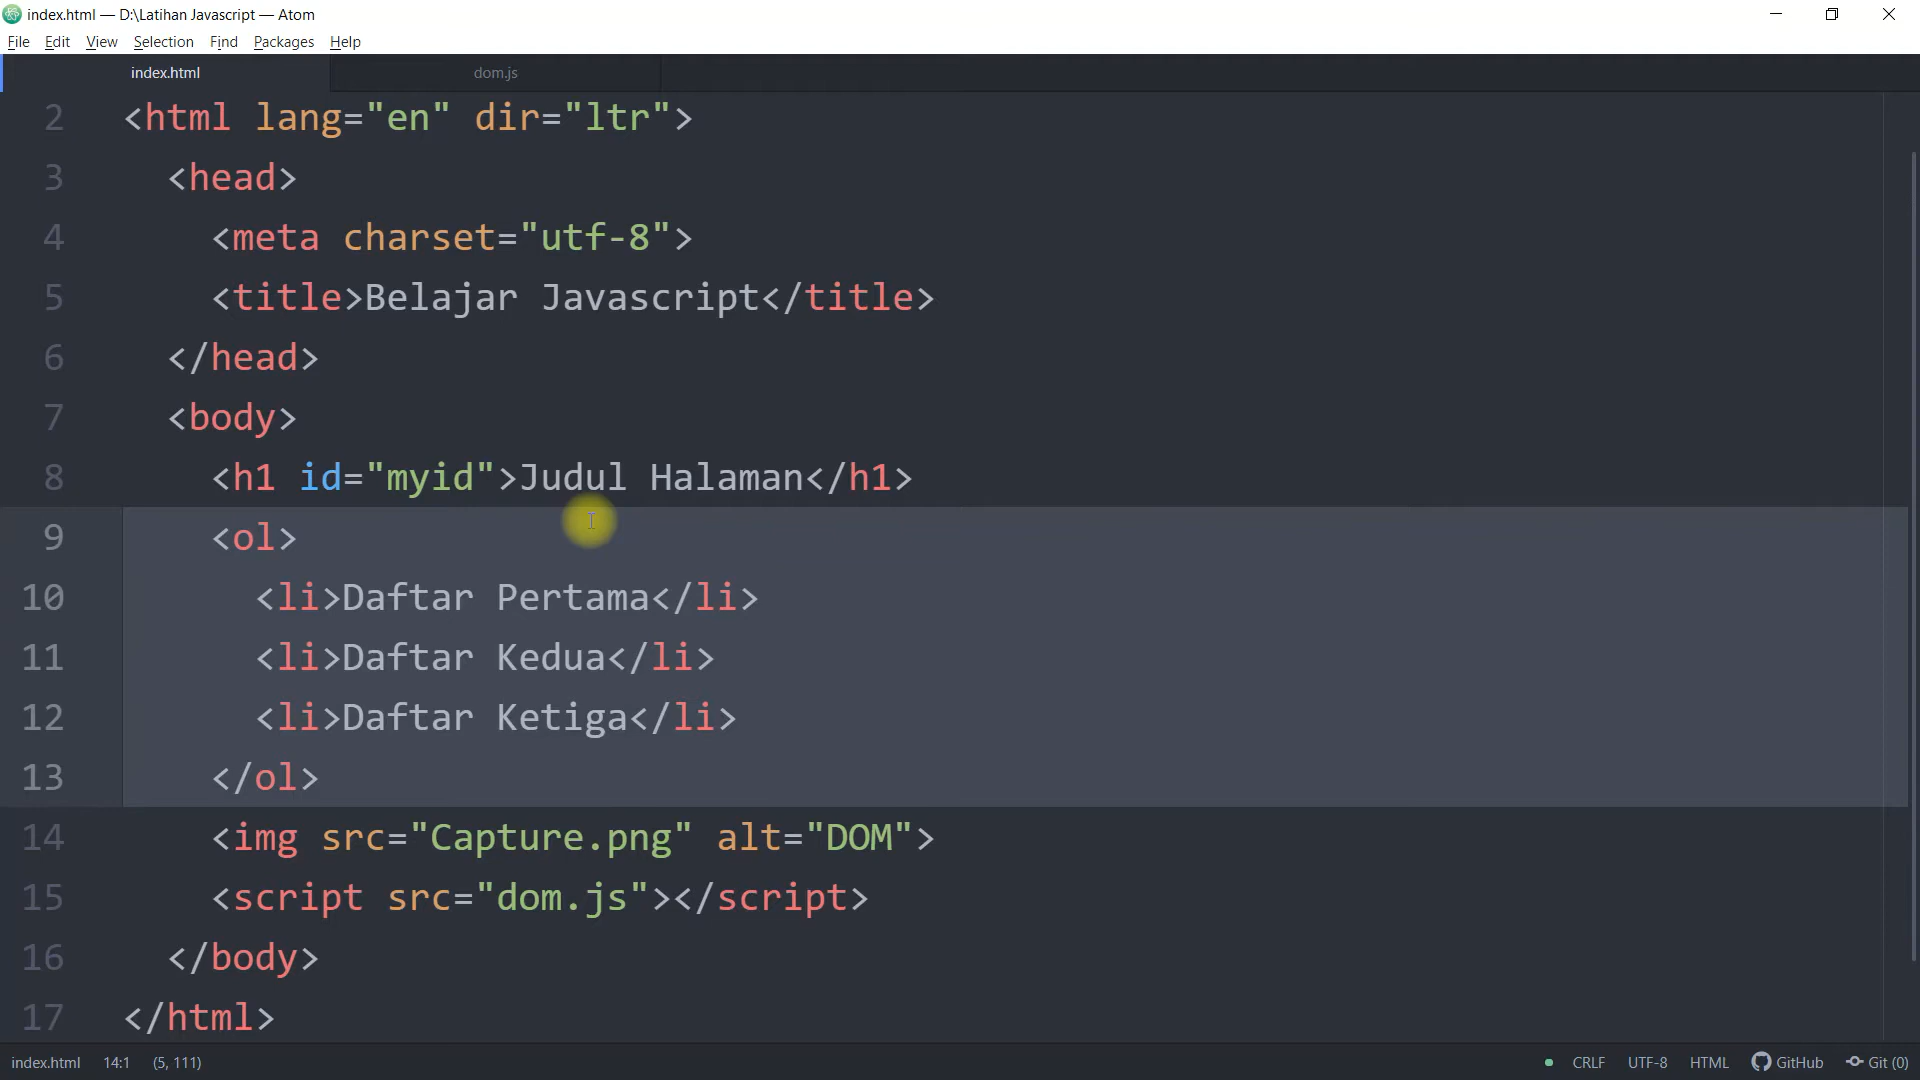 index.html — D:\Latihan Javascript — Atom
File Edit View Selection Find Packages Help
index.html dom.js
2 <html lang="en" dir="ltr">
3 <head>
4 <meta charset="utf-8">
5 <title>Belajar Javascript</title>
6 </head>
7 <body>
8 <h1 id="myid">Judul Halaman</h1>
9 <ol>
10 <li>Daftar Pertama</li>
11 <li>Daftar Kedua</li>
12 <li>Daftar Ketiga</li>
13 </ol>
14 <img src="Capture.png" alt="DOM">
15 <script src="dom.js"></script>
16 </body>
17 </html>
index.html 14:1 (5, 111) CRLF UTF-8 HTML GitHub Git (0)